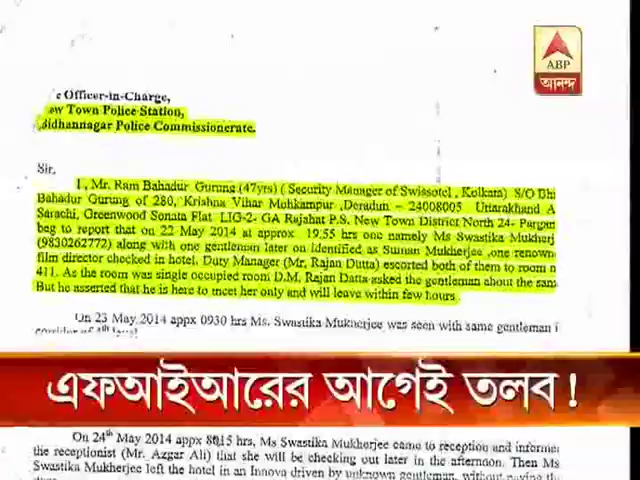 ABP
আনন্দ
e Officer-in-Charge,
ew Town Police Station,
Bidhannagar Police Commissionerate.
Sir,
I , Mr. Ram Bahadur Gurung (47yrs) ( Security Manager of Swissotel , Kolkata) S/O Bhi
Bahadur Gurung of 280, Krishna Vihar Mohkampur ,Deradun – 24008005 Uttarakhand A
Sarachi, Greenwood Sonata Flat LIG-2- GA Rajahat P.S. New Town District North 24- Pargan
beg to report that on 22 May 2014 at approx 19.55 hrs one namely Ms Swastika Mukherj
(9830262772) along with one gentleman later on Identified as Suman Mukherjee ,one renown
film director checked in hotel. Duty Manager (Mr, Rajan Dutta) escorted both of them to room n
411. As the room was single occupied room D.M. Rajan Datta asked the gentleman about the sam
But he asserted that he is here to meet her only and will leave within few hours .
On 23 May 2014 appx 0930 hrs Ms. Swastika Mukherjee was seen with same gentleman i
এফআইআরের আগেই তলব !
On 24th May 2014 appx hrs, Ms Swastika Mukherjee came to reception and informe
the receptionist (Mr. Azgar Ali) that she will be checking out later in the afternoon. Then Ms
Swastika Mukherjee left the hotel in an Innova driven by unknown gentleman, without paying